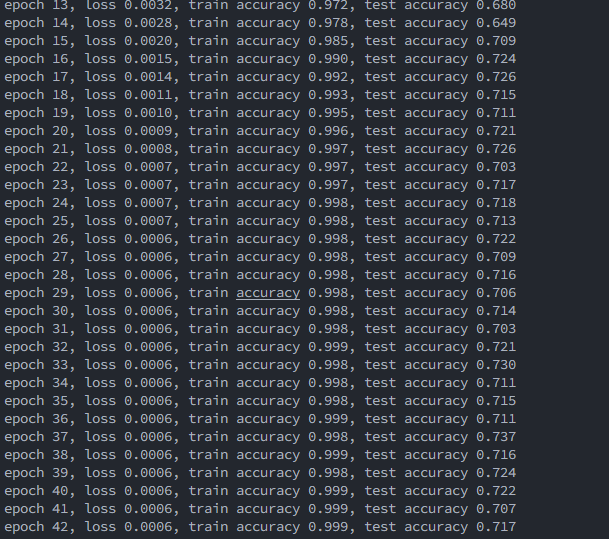 epoch 13, loss 0.0032, train accuracy 0.972, test accuracy 0.680
epoch 14, loss 0.0028, train accuracy 0.978, test accuracy 0.649
epoch 15, loss 0.0020, train accuracy 0.985, test accuracy 0.709
epoch 16, loss 0.0015, train accuracy 0.990, test accuracy 0.724
epoch 17, loss 0.0014, train accuracy 0.992, test accuracy 0.726
epoch 18, loss 0.0011, train accuracy 0.993, test accuracy 0.715
epoch 19, loss 0.0010, train accuracy 0.995, test accuracy 0.711
epoch 20, loss 0.0009, train accuracy 0.996, test accuracy 0.721
epoch 21, loss 0.0008, train accuracy 0.997, test accuracy 0.726
epoch 22, loss 0.0007, train accuracy 0.997, test accuracy 0.703
epoch 23, loss 0.0007, train accuracy 0.997, test accuracy 0.717
epoch 24, loss 0.0007, train accuracy 0.998, test accuracy 0.718
epoch 25, loss 0.0007, train accuracy 0.998, test accuracy 0.713
epoch 26, loss 0.0006, train accuracy 0.998, test accuracy 0.722
epoch 27, loss 0.0006, train accuracy 0.998, test accuracy 0.709
epoch 28, loss 0.0006, train accuracy 0.998, test accuracy 0.716
epoch 29, loss 0.0006, train accuracy 0.998, test accuracy 0.706
epoch 30, loss 0.0006, train accuracy 0.998, test accuracy 0.714
epoch 31, loss 0.0006, train accuracy 0.998, test accuracy 0.703
epoch 32, loss 0.0006, train accuracy 0.999, test accuracy 0.721
epoch 33, loss 0.0006, train accuracy 0.998, test accuracy 0.730
epoch 34, loss 0.0006, train accuracy 0.998, test accuracy 0.711
epoch 35, loss 0.0006, train accuracy 0.998, test accuracy 0.715
epoch 36, loss 0.0006, train accuracy 0.999, test accuracy 0.711
epoch 37, loss 0.0006, train accuracy 0.998, test accuracy 0.737
epoch 38, loss 0.0006, train accuracy 0.999, test accuracy 0.716
epoch 39, loss 0.0006, train accuracy 0.998, test accuracy 0.724
epoch 40, loss 0.0006, train accuracy 0.999, test accuracy 0.722
epoch 41, loss 0.0006, train accuracy 0.999, test accuracy 0.707
epoch 42, loss 0.0006, train accuracy 0.999, test accuracy 0.717